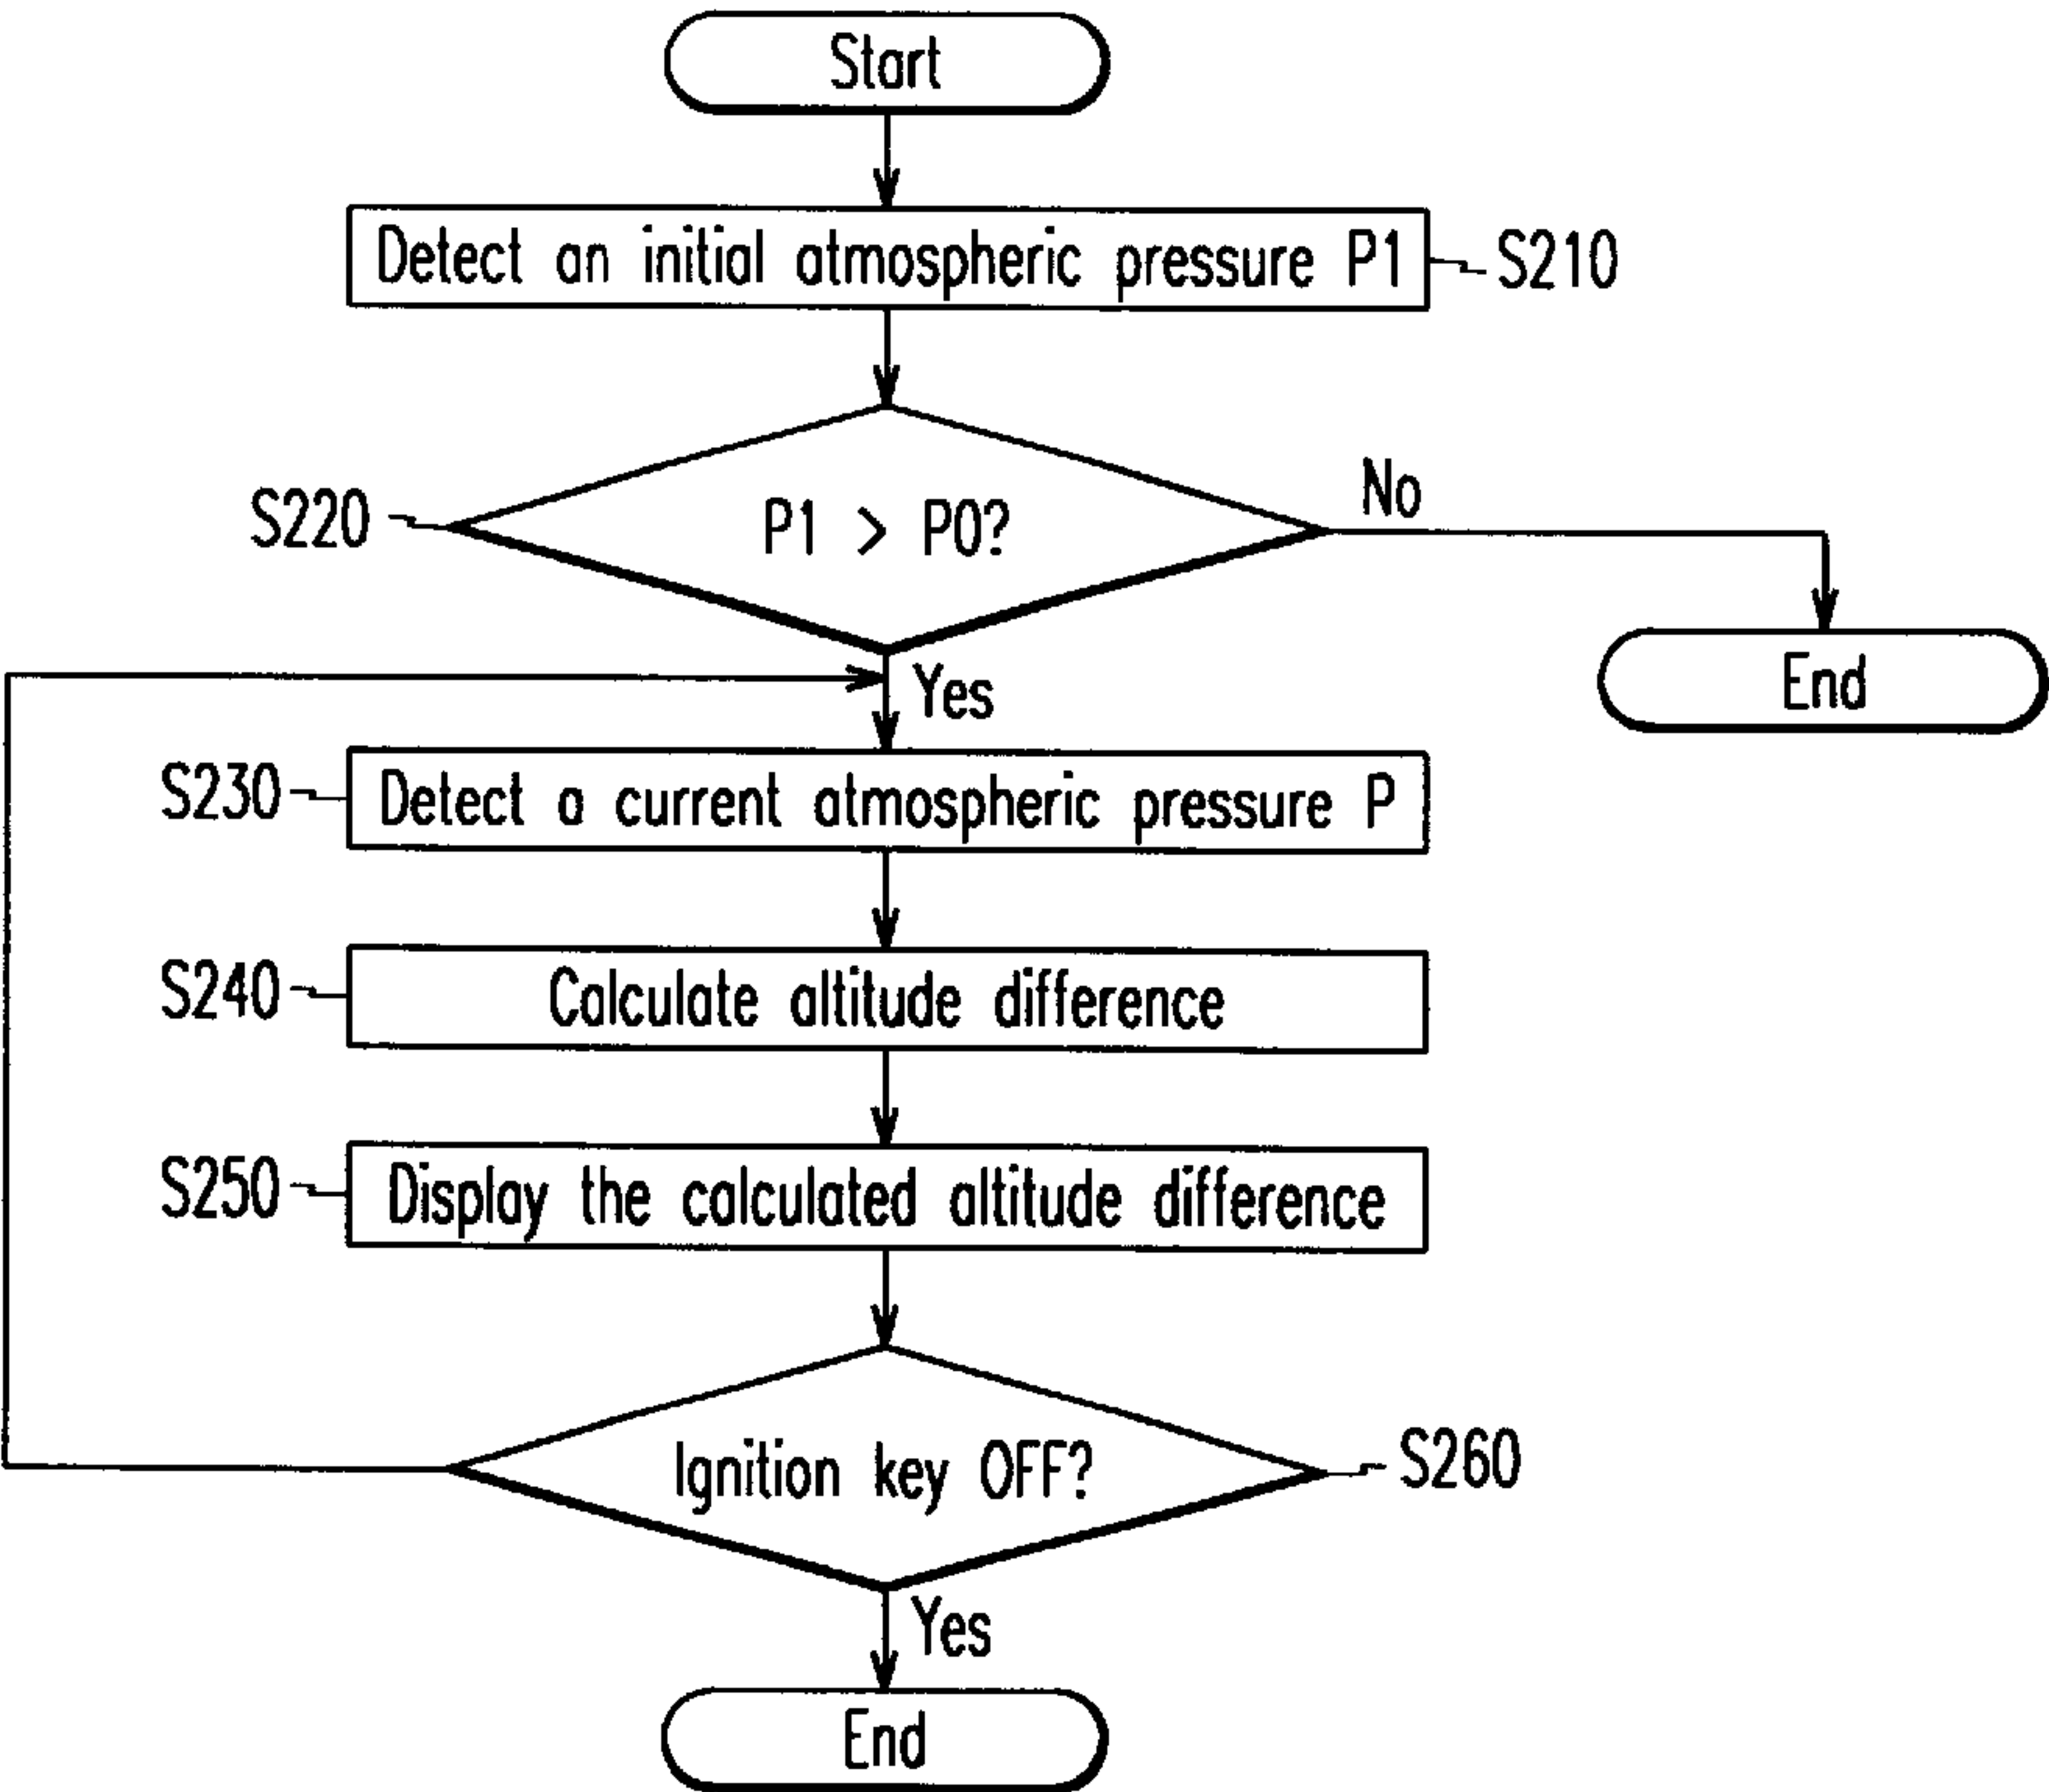 Start
Detect an initial atmospheric pressure P1
S210
S220
P1 > P0?
No
Yes
End
S230
Detect a current atmospheric pressure P
S240
Calculate altitude difference
S250
Display the calculated altitude difference
Ignition key OFF?
S260
Yes
End